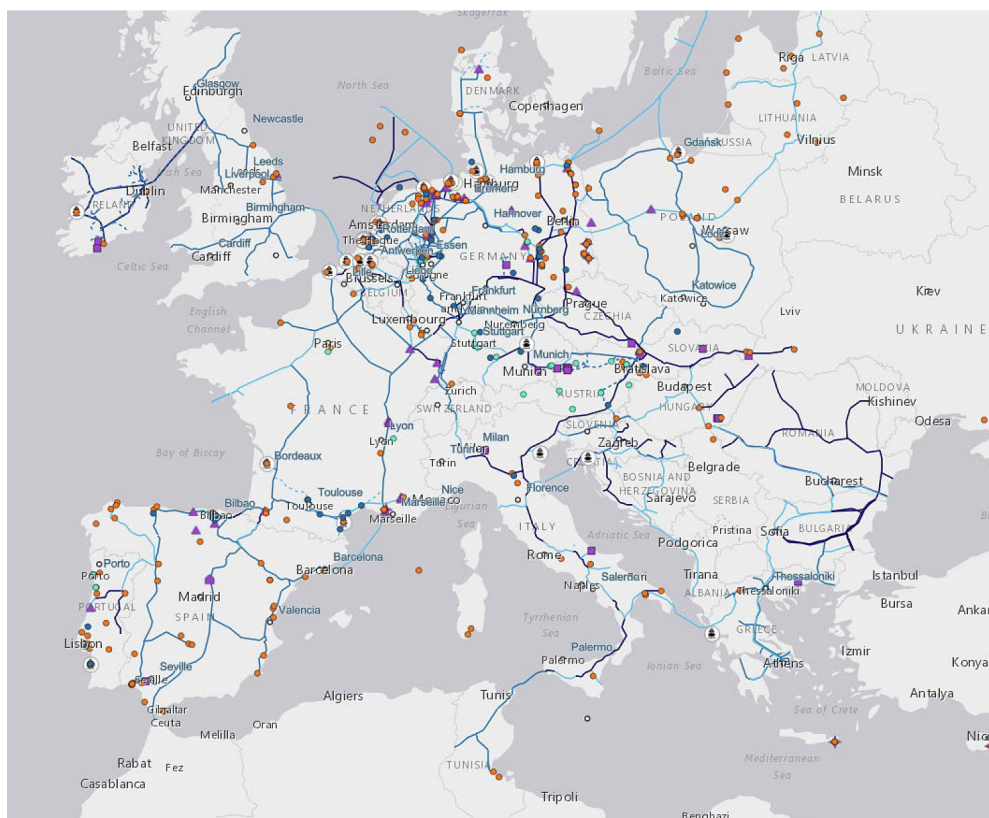 Skagerrak
Riga
LATVIA
Baltic Sea
North Sea
Glasgow
Edinburgh
DENMARK
Copenhagen
LITHUANIA
Newcastle
UNITED
KINGDOM
Belfast
Gdańsk
RUSSIA
Vilnius
Leeds
Liverpool
Hamburg
Hamburg
Bremen
Minsk
Dublin
Manchester
BELARUS
IRELAND
Birmingham
Birmingham
NETHERLANDS
Amsterdam
Rotterdam
The Hague
Hannover
Berlin
POLAND
Warsaw
Cardiff
Cardiff
Antwerpen
Essen
Celtic Sea
Lille
Brussels
Liège
Cologne
GERMANY
BELGIUM
Frankfurt
Frankfurt
Katowice
Katowice
Kiev
English
Channel
Luxembourg
Mannheim
Nürnberg
Nuremberg
Prague
CZECHIA
Lviv
UKRAINE
Paris
Stuttgart
Stuttgart
SLOVAKIA
Munich
Munich
Bratislava
Zurich
AUSTRIA
Budapest
MOLDOVA
Kishinev
FRANCE
SWITZERLAND
HUNGARY
Odesa
Lyon
Lyon
SLOVENIA
Zagreb
ROMANIA
Milan
Turin
Turin
Bay of Biscay
Bordeaux
CROATIA
Belgrade
BOSNIA AND
HERZEGOVINA
Sarajevo
Bucharest
Toulouse
Toulouse
Nice
Monaco
Marseille
Marseille
Florence
SERBIA
Bilbao
Bilbao
Ligurian
Sea
ITALY
Adriatic Sea
Pristina
Sofia
BULGARIA
Podgorica
Porto
Porto
Barcelona
Barcelona
Rome
Tirana
ALBANIA
Thessaloniki
Thessaloniki
Istanbul
Naples
Salerno
Bursa
PORTUGAL
Madrid
SPAIN
Valencia
Tyrrhenian
Sea
GREECE
Lisbon
Izmir
Seville
Seville
Palermo
Palermo
Ionian Sea
Athens
Algiers
Tunis
Antalya
Gibraltar
Ceuta
Oran
Melilla
Sea of Crete
Rabat
Fez
Casablanca
TUNISIA
Mediterranean
Sea
Tripoli
Benghazi